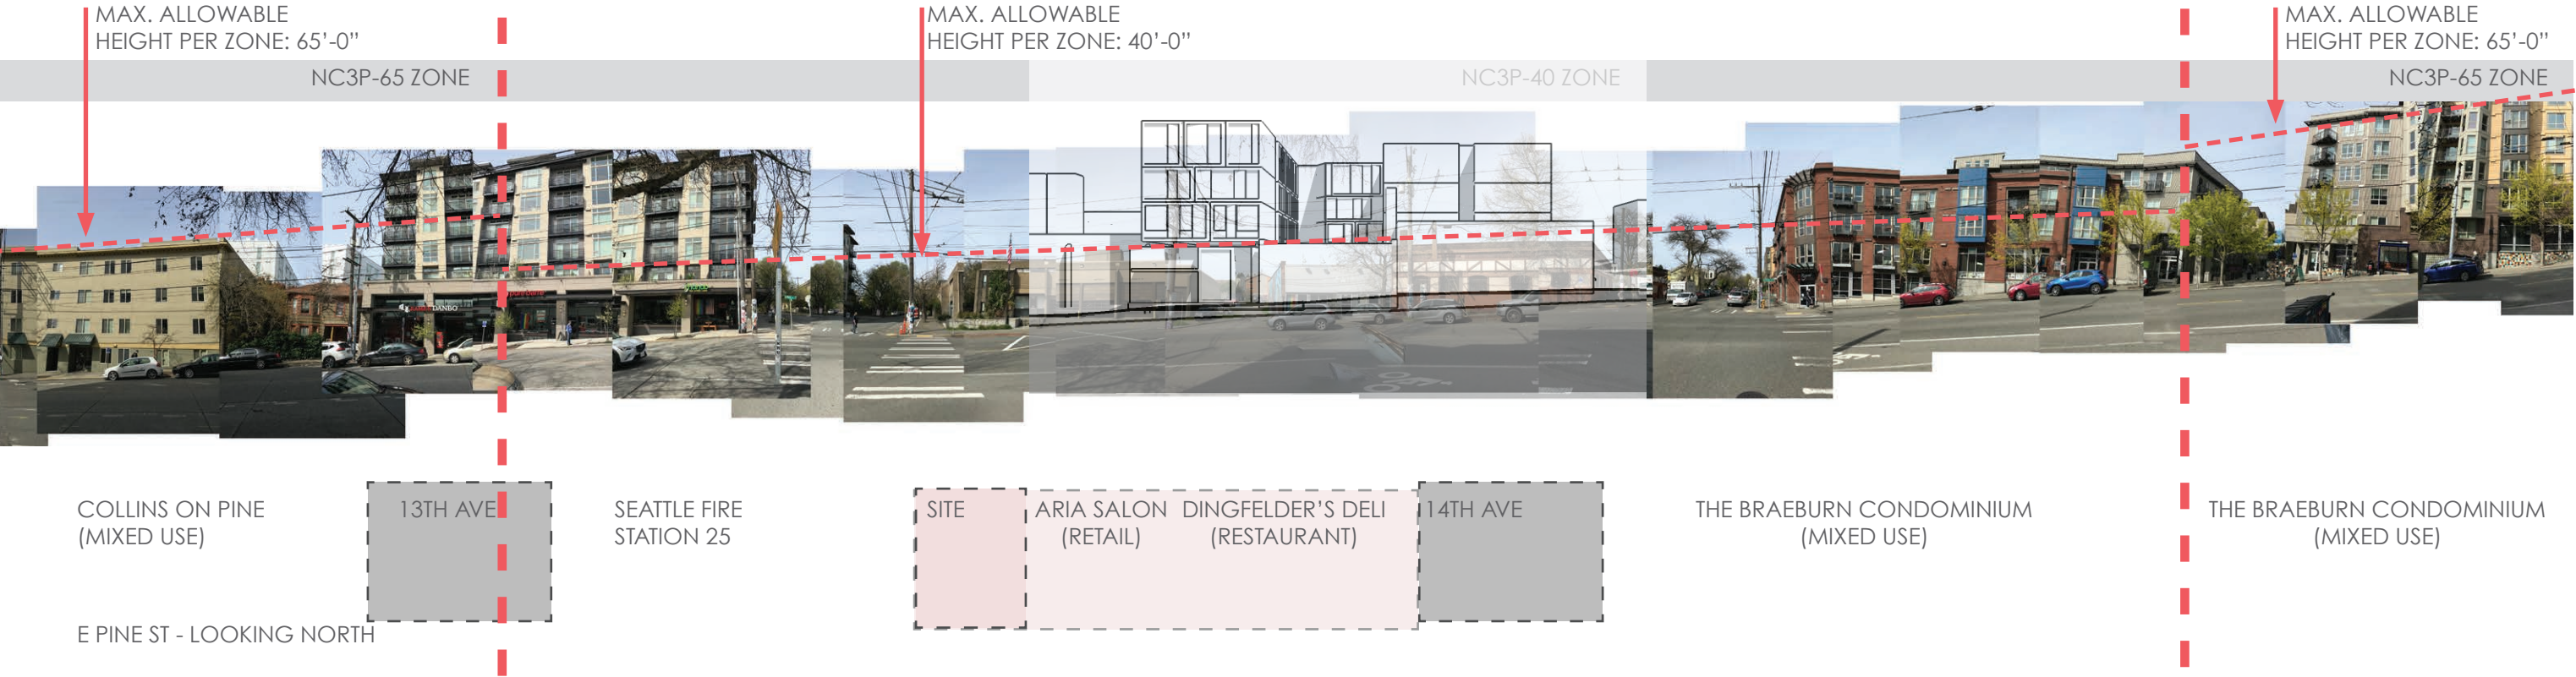 MAX. ALLOWABLE
HEIGHT PER ZONE: 65'-0"
MAX. ALLOWABLE
HEIGHT PER ZONE: 40'-0"
MAX. ALLOWABLE
HEIGHT PER ZONE: 65'-0"
NC3P-65 ZONE
NC3P-40 ZONE
NC3P-65 ZONE
DANBO
COLLINS ON PINE
(MIXED USE)
13TH AVE
SEATTLE FIRE
STATION 25
SITE
ARIA SALON
(RETAIL)
DINGFELDER'S DELI
(RESTAURANT)
14TH AVE
THE BRAEBURN CONDOMINIUM
(MIXED USE)
THE BRAEBURN CONDOMINIUM
(MIXED USE)
E PINE ST - LOOKING NORTH